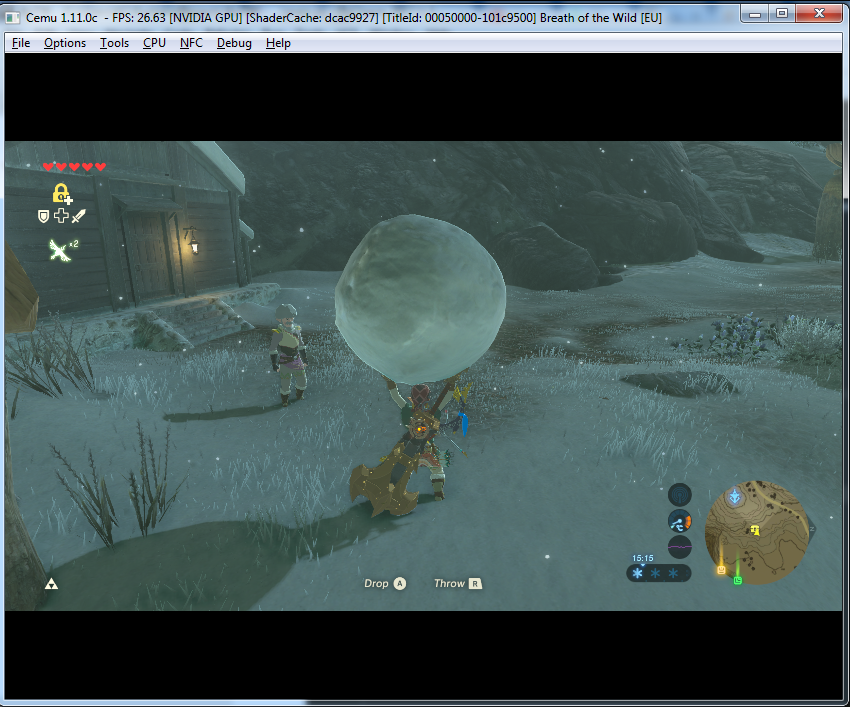 Cemu 1.11.0c - FPS: 26.63 [NVIDIA GPU] [ShaderCache: dcac9927] [TitleId: 00050000-101c9500] Breath of the Wild [EU]
File Options Tools CPU NFC Debug Help
x2
15:15
Drop A Throw R